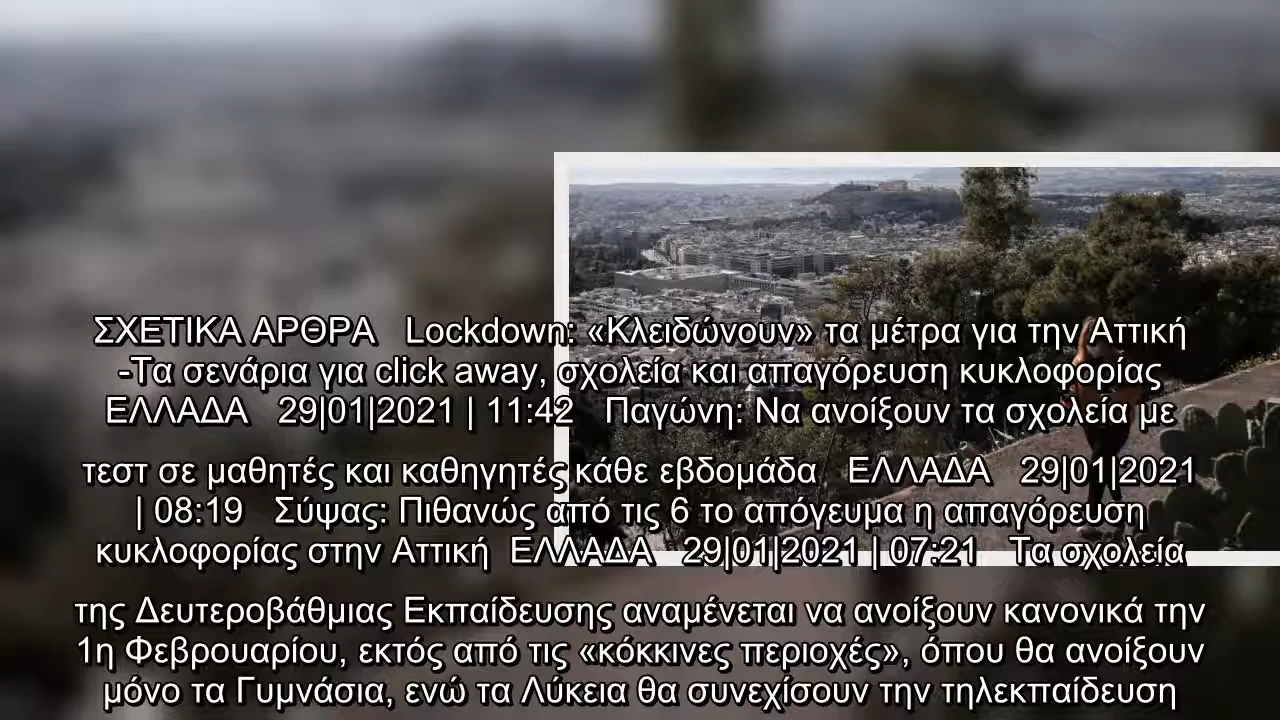 ΣΧΕΤΙΚΑ ΑΡΘΡΑ Lockdown: «Κλειδώνουν» τα μέτρα για την Αττική
-Τα σενάρια για click away, σχολεία και απαγόρευση κυκλοφορίας
ΕΛΛΑΔΑ 29|01|2021 | 11:42 Παγώνη: Να ανοίξουν τα σχολεία με
τεστ σε μαθητές και καθηγητές κάθε εβδομάδα ΕΛΛΑΔΑ 29|01|2021
| 08:19 Σύψας: Πιθανώς από τις 6 το απόγευμα η απαγόρευση
κυκλοφορίας στην Αττική ΕΛΛΑΔΑ 29|01|2021 | 07:21 Τα σχολεία
της Δευτεροβάθμιας Εκπαίδευσης αναμένεται να ανοίξουν κανονικά την
1η Φεβρουαρίου, εκτός από τις «κόκκινες περιοχές», όπου θα ανοίξουν
μόνο τα Γυμνάσια, ενώ τα Λύκεια θα συνεχίσουν την τηλεκπαίδευση